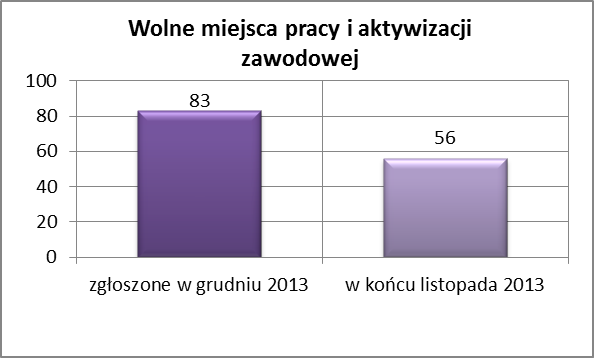 Wolne miejsca pracy i aktywizacji
zawodowej
100
80
60
40
20
0
83
56
zgłoszone w grudniu 2013
w końcu listopada 2013